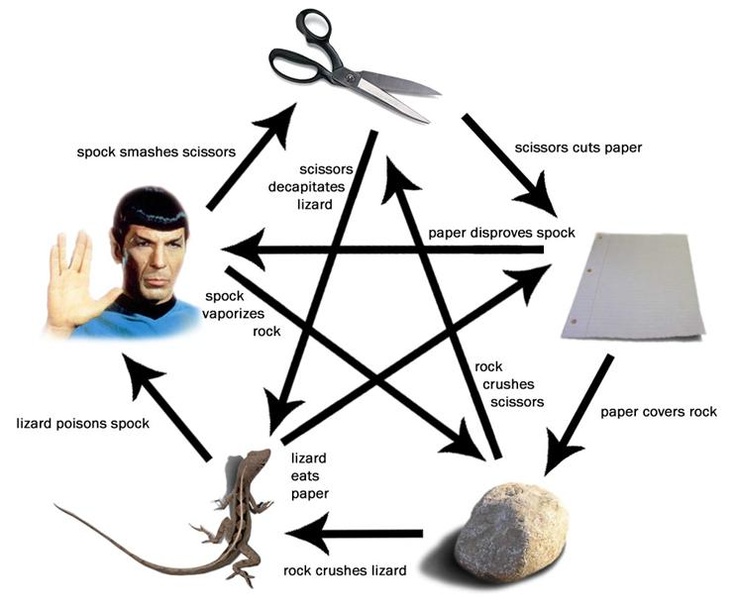 spock smashes scissors
scissors cuts paper
scissors
decapitates
lizard
paper disproves spock
spock
vaporizes
rock
rock
crushes
scissors
paper covers rock
lizard poisons spock
lizard
eats
paper
rock crushes lizard